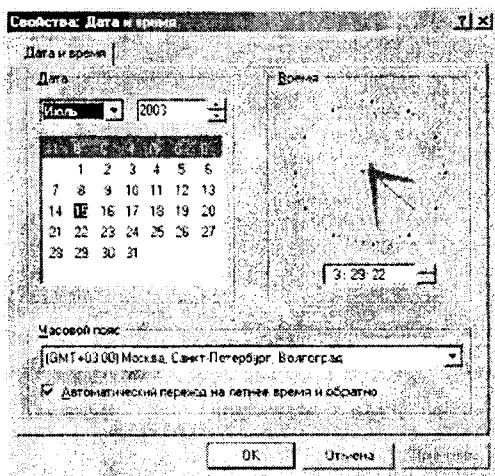 Свойства: Дата и время
Дата и время
Дата
Июль 2003
1 2 3 4 5 6
7 8 9 10 11 12 13
14 15 16 17 18 19 20
21 22 23 24 25 26 27
28 29 30 31
Время
3:29:22
Часовой пояс
(GMT+03:00) Москва, Санкт-Петербург, Волгоград
Автоматический переход на летнее время и обратно
OK Отмена